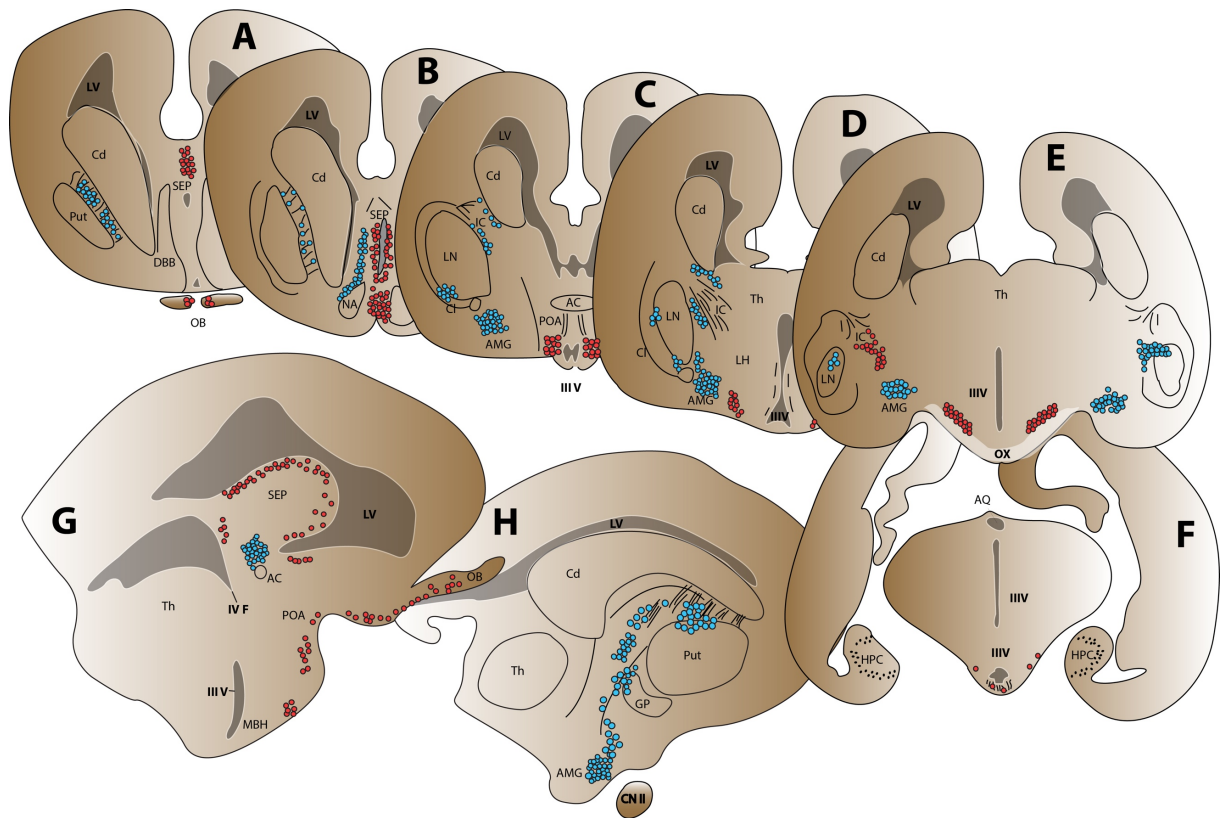 A
LV
Cd
Put
SEP
DBB
OB
B
LV
Cd
SEP
NA
C
LV
Cd
IC
LN
Cl
AMG
POA
AC
III V
D
LV
Cd
Th
IC
LN
Cl
LH
AMG
IIIV
E
LV
Cd
Th
IC
LN
AMG
IIIV
OX
F
AQ
IIIV
IIIV
HPC
HPC
G
SEP
LV
AC
Th
IV F
POA
III V
MBH
OB
H
LV
Cd
Th
Put
GP
AMG
CN II